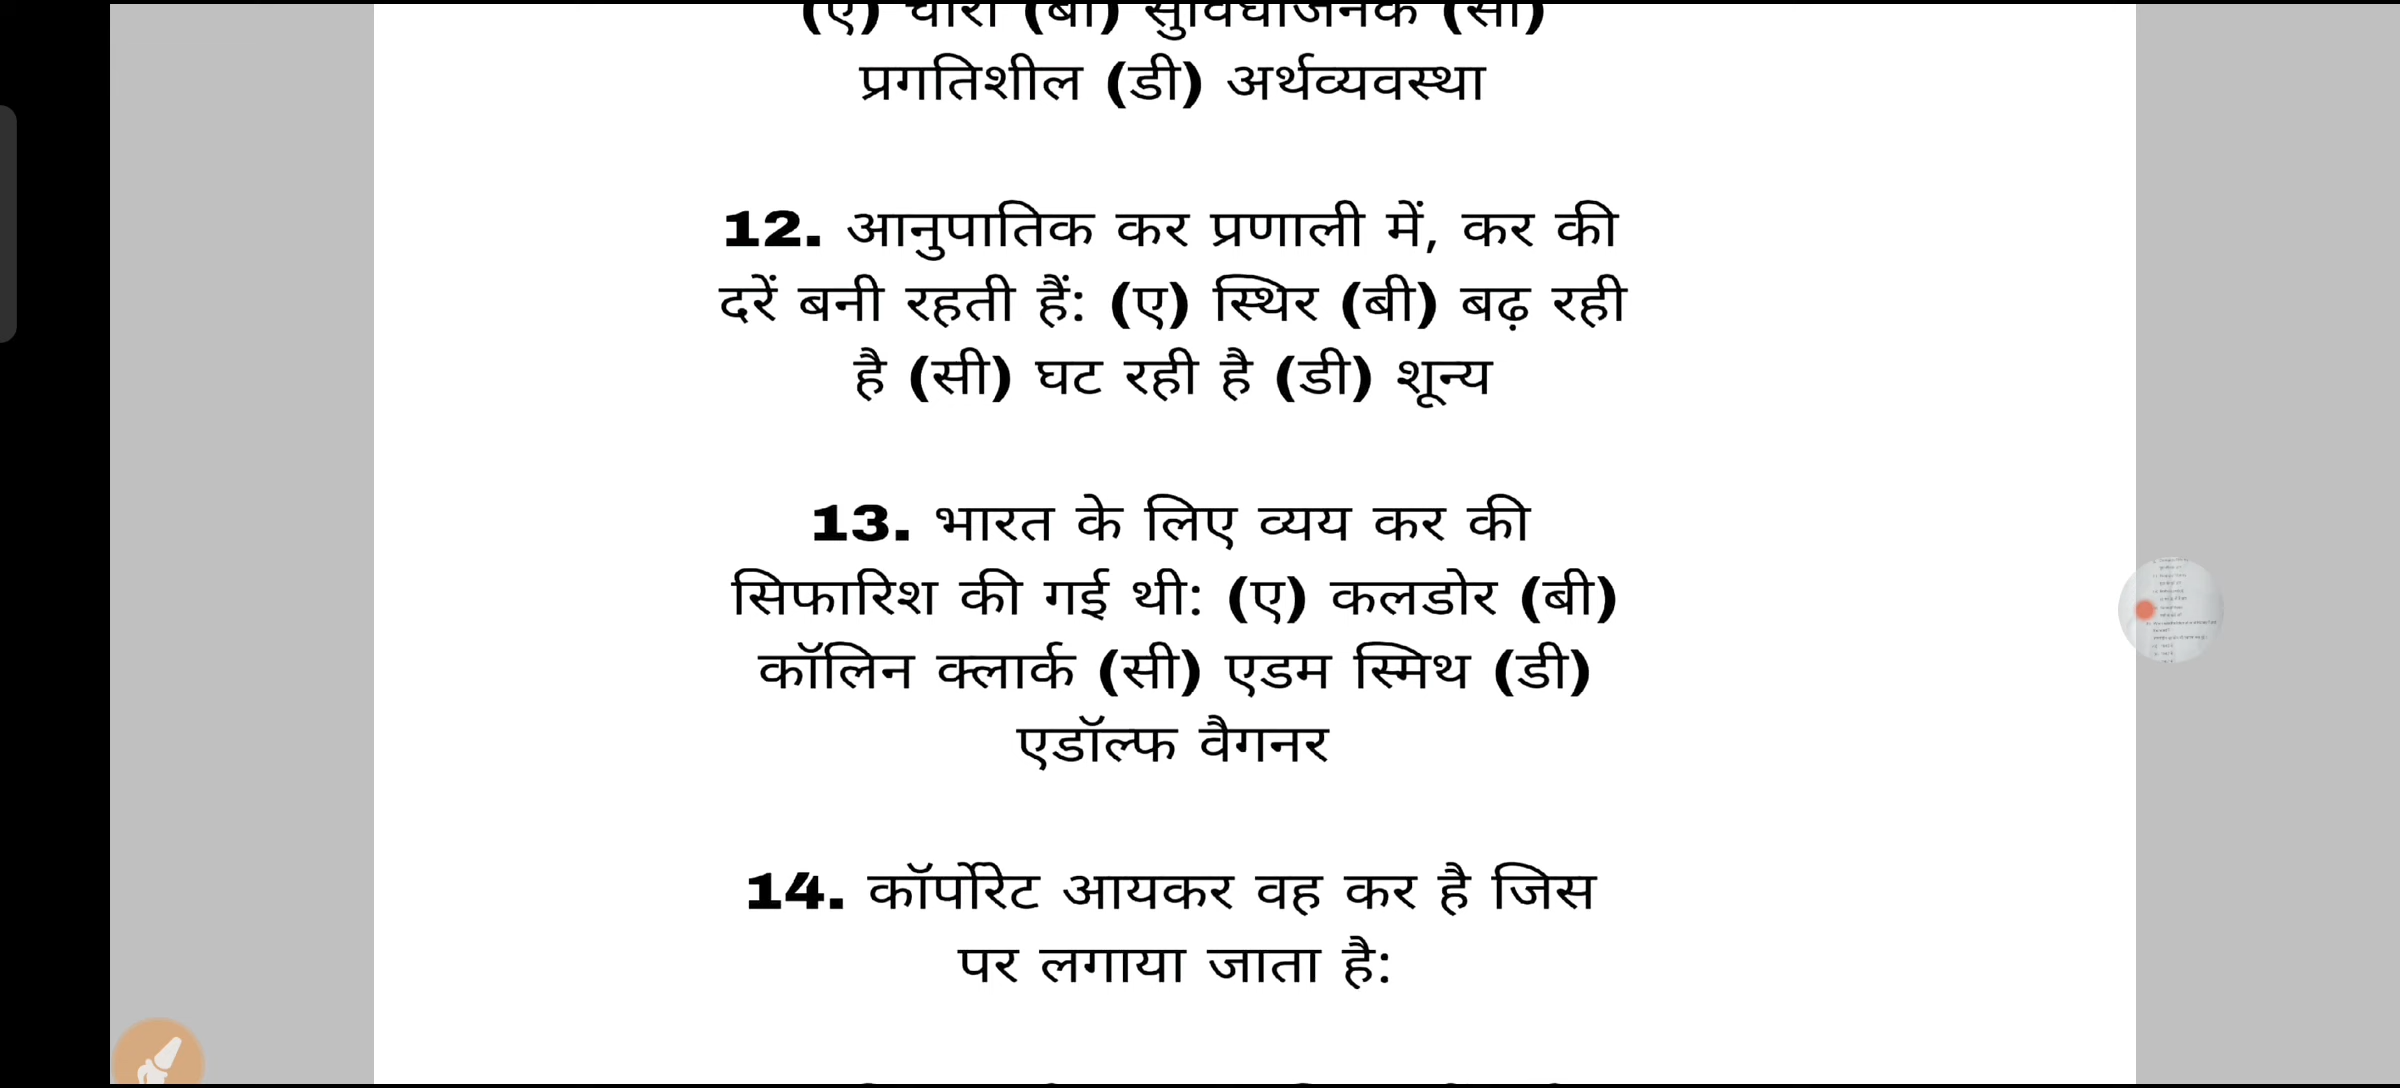 (ए) चोरी (बी) सुविधाजनक (सी)
प्रगतिशील (डी) अर्थव्यवस्था
12. आनुपातिक कर प्रणाली में, कर की
दरें बनी रहती हैं: (ए) स्थिर (बी) बढ़ रही
है (सी) घट रही है (डी) शून्य
13. भारत के लिए व्यय कर की
सिफारिश की गई थी: (ए) कलडोर (बी)
कॉलिन क्लार्क (सी) एडम स्मिथ (डी)
एडॉल्फ वैगनर
14. कॉर्पोरेट आयकर वह कर है जिस
पर लगाया जाता है: